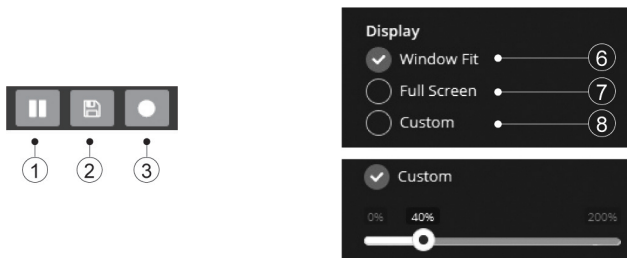 1 2 3
Display
Window Fit 6
Full Screen 7
Custom 8
Custom
0% 40% 200%